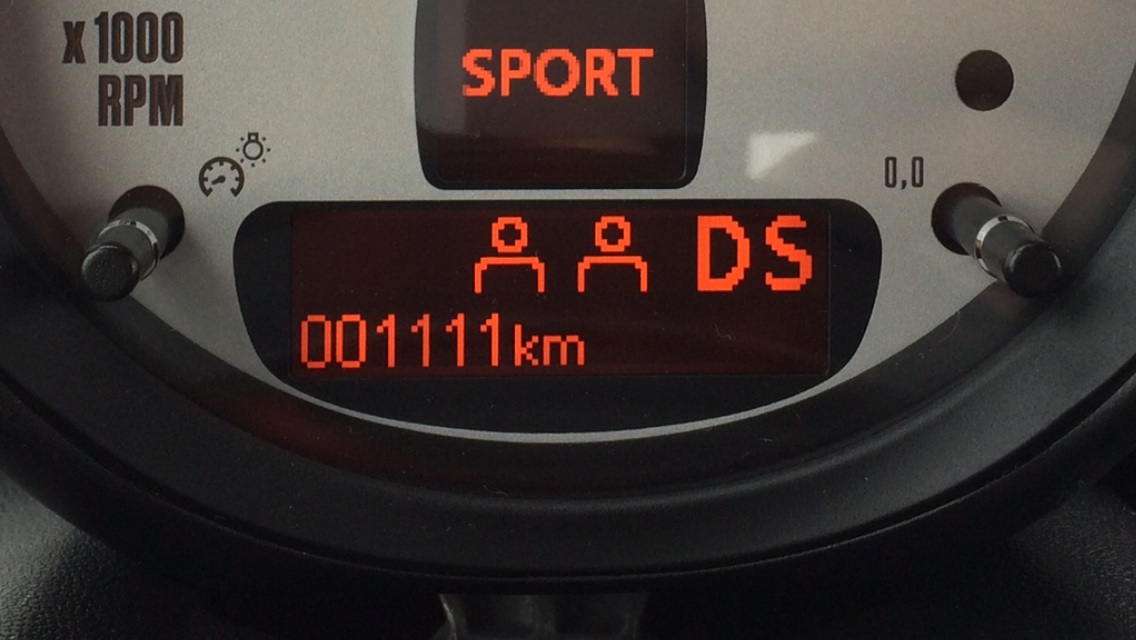 x 1000
RPM
SPORT
0,0
DS
001111km